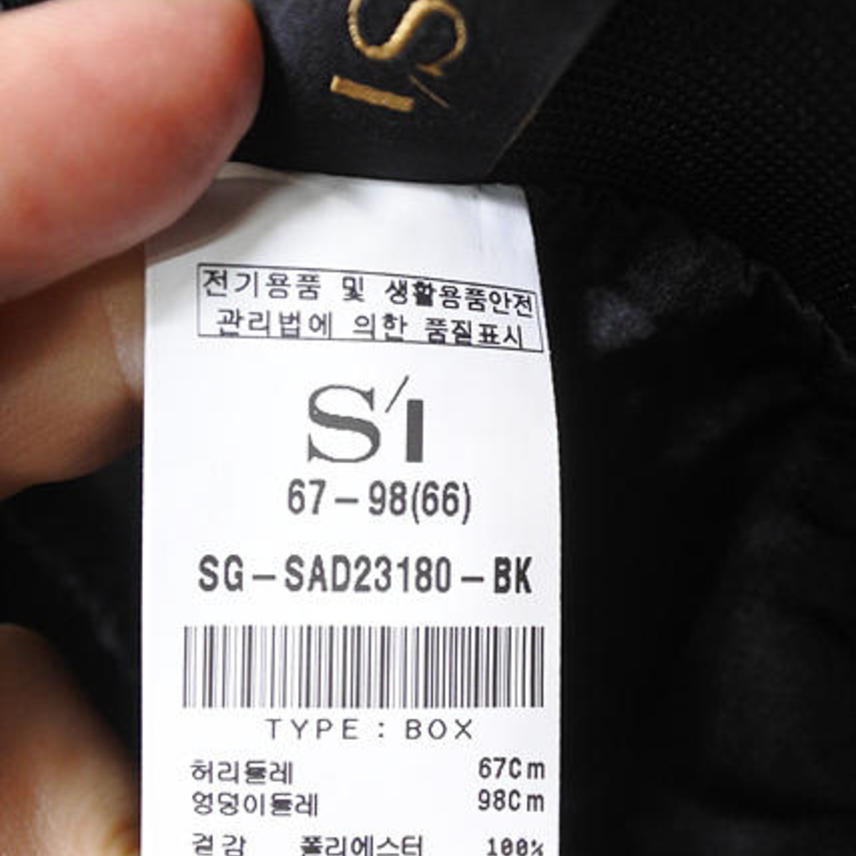 S'I
전기용품 및 생활용품안전
관리법에 의한 품질표시
S'I
67-98(66)
SG-SAD23180-BK
TYPE : BOX
허리둘레 67Cm
엉덩이둘레 98Cm
겉감 폴리에스터 100%